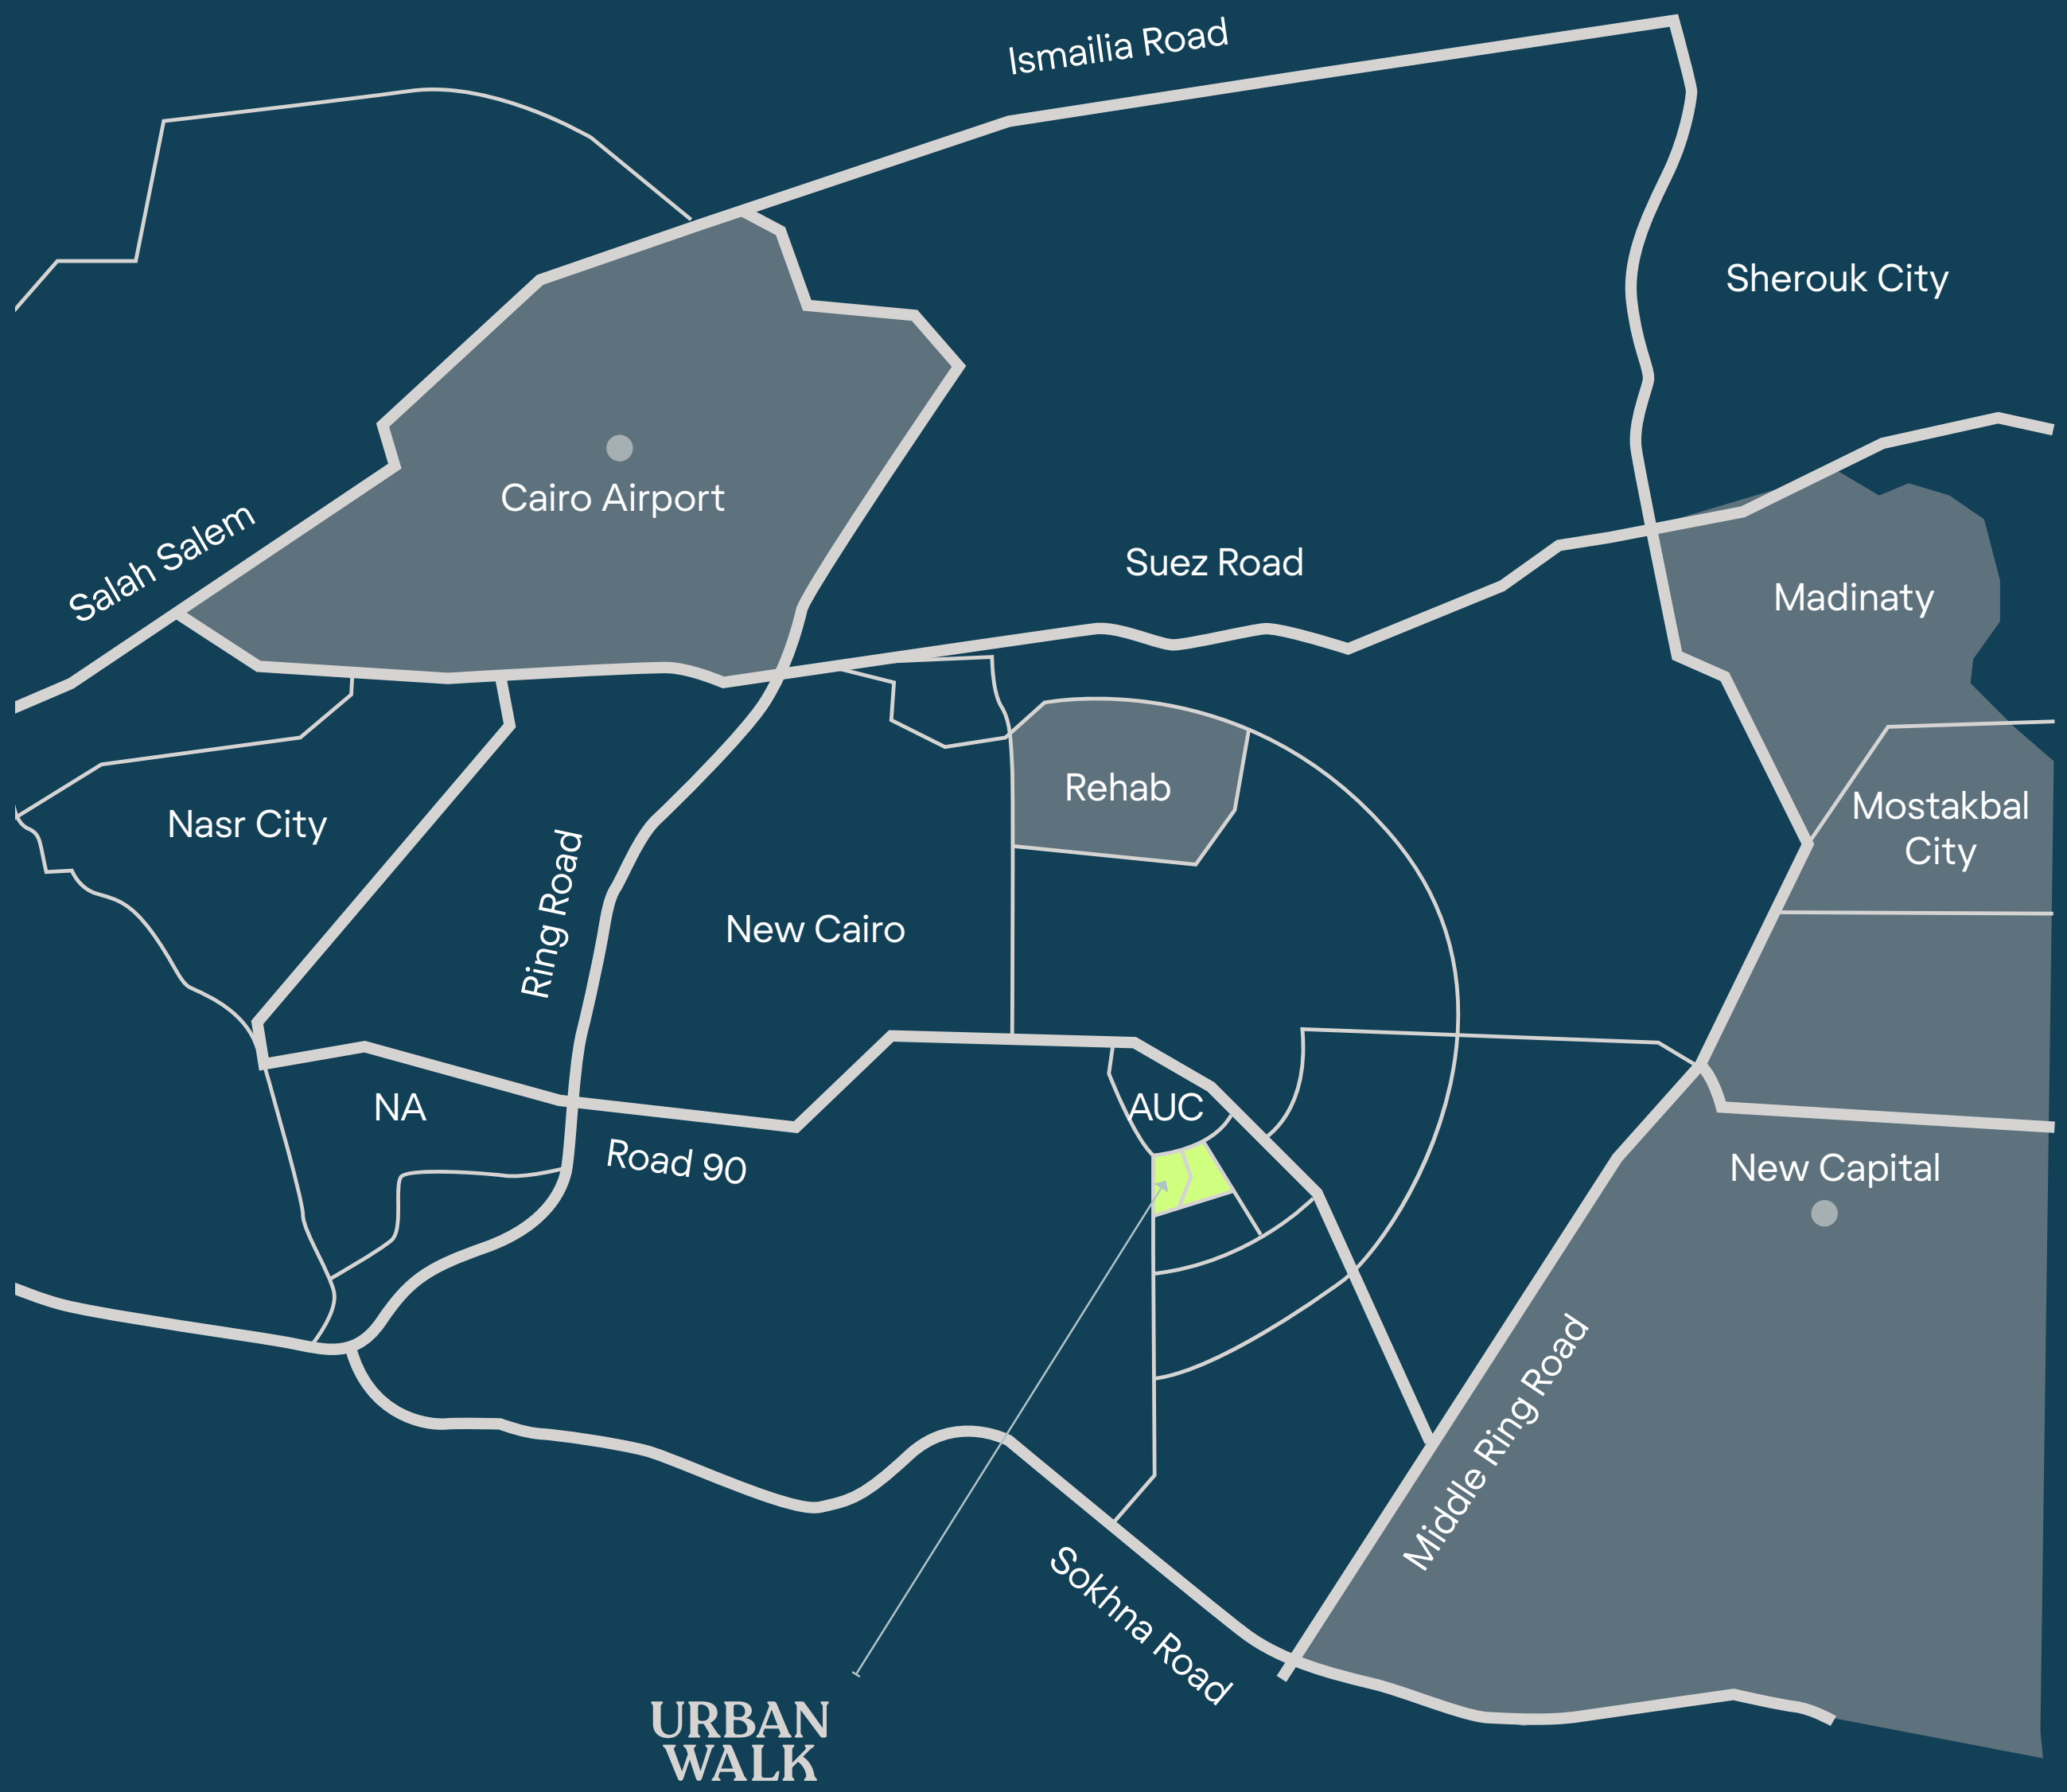 Ismailia Road
Sherouk City
Cairo Airport
Salah Salem
Suez Road
Madinaty
Rehab
Mostakbal
City
Nasr City
Ring Road
New Cairo
NA
AUC
Road 90
New Capital
Middle Ring Road
Sokhna Road
URBAN
WALK